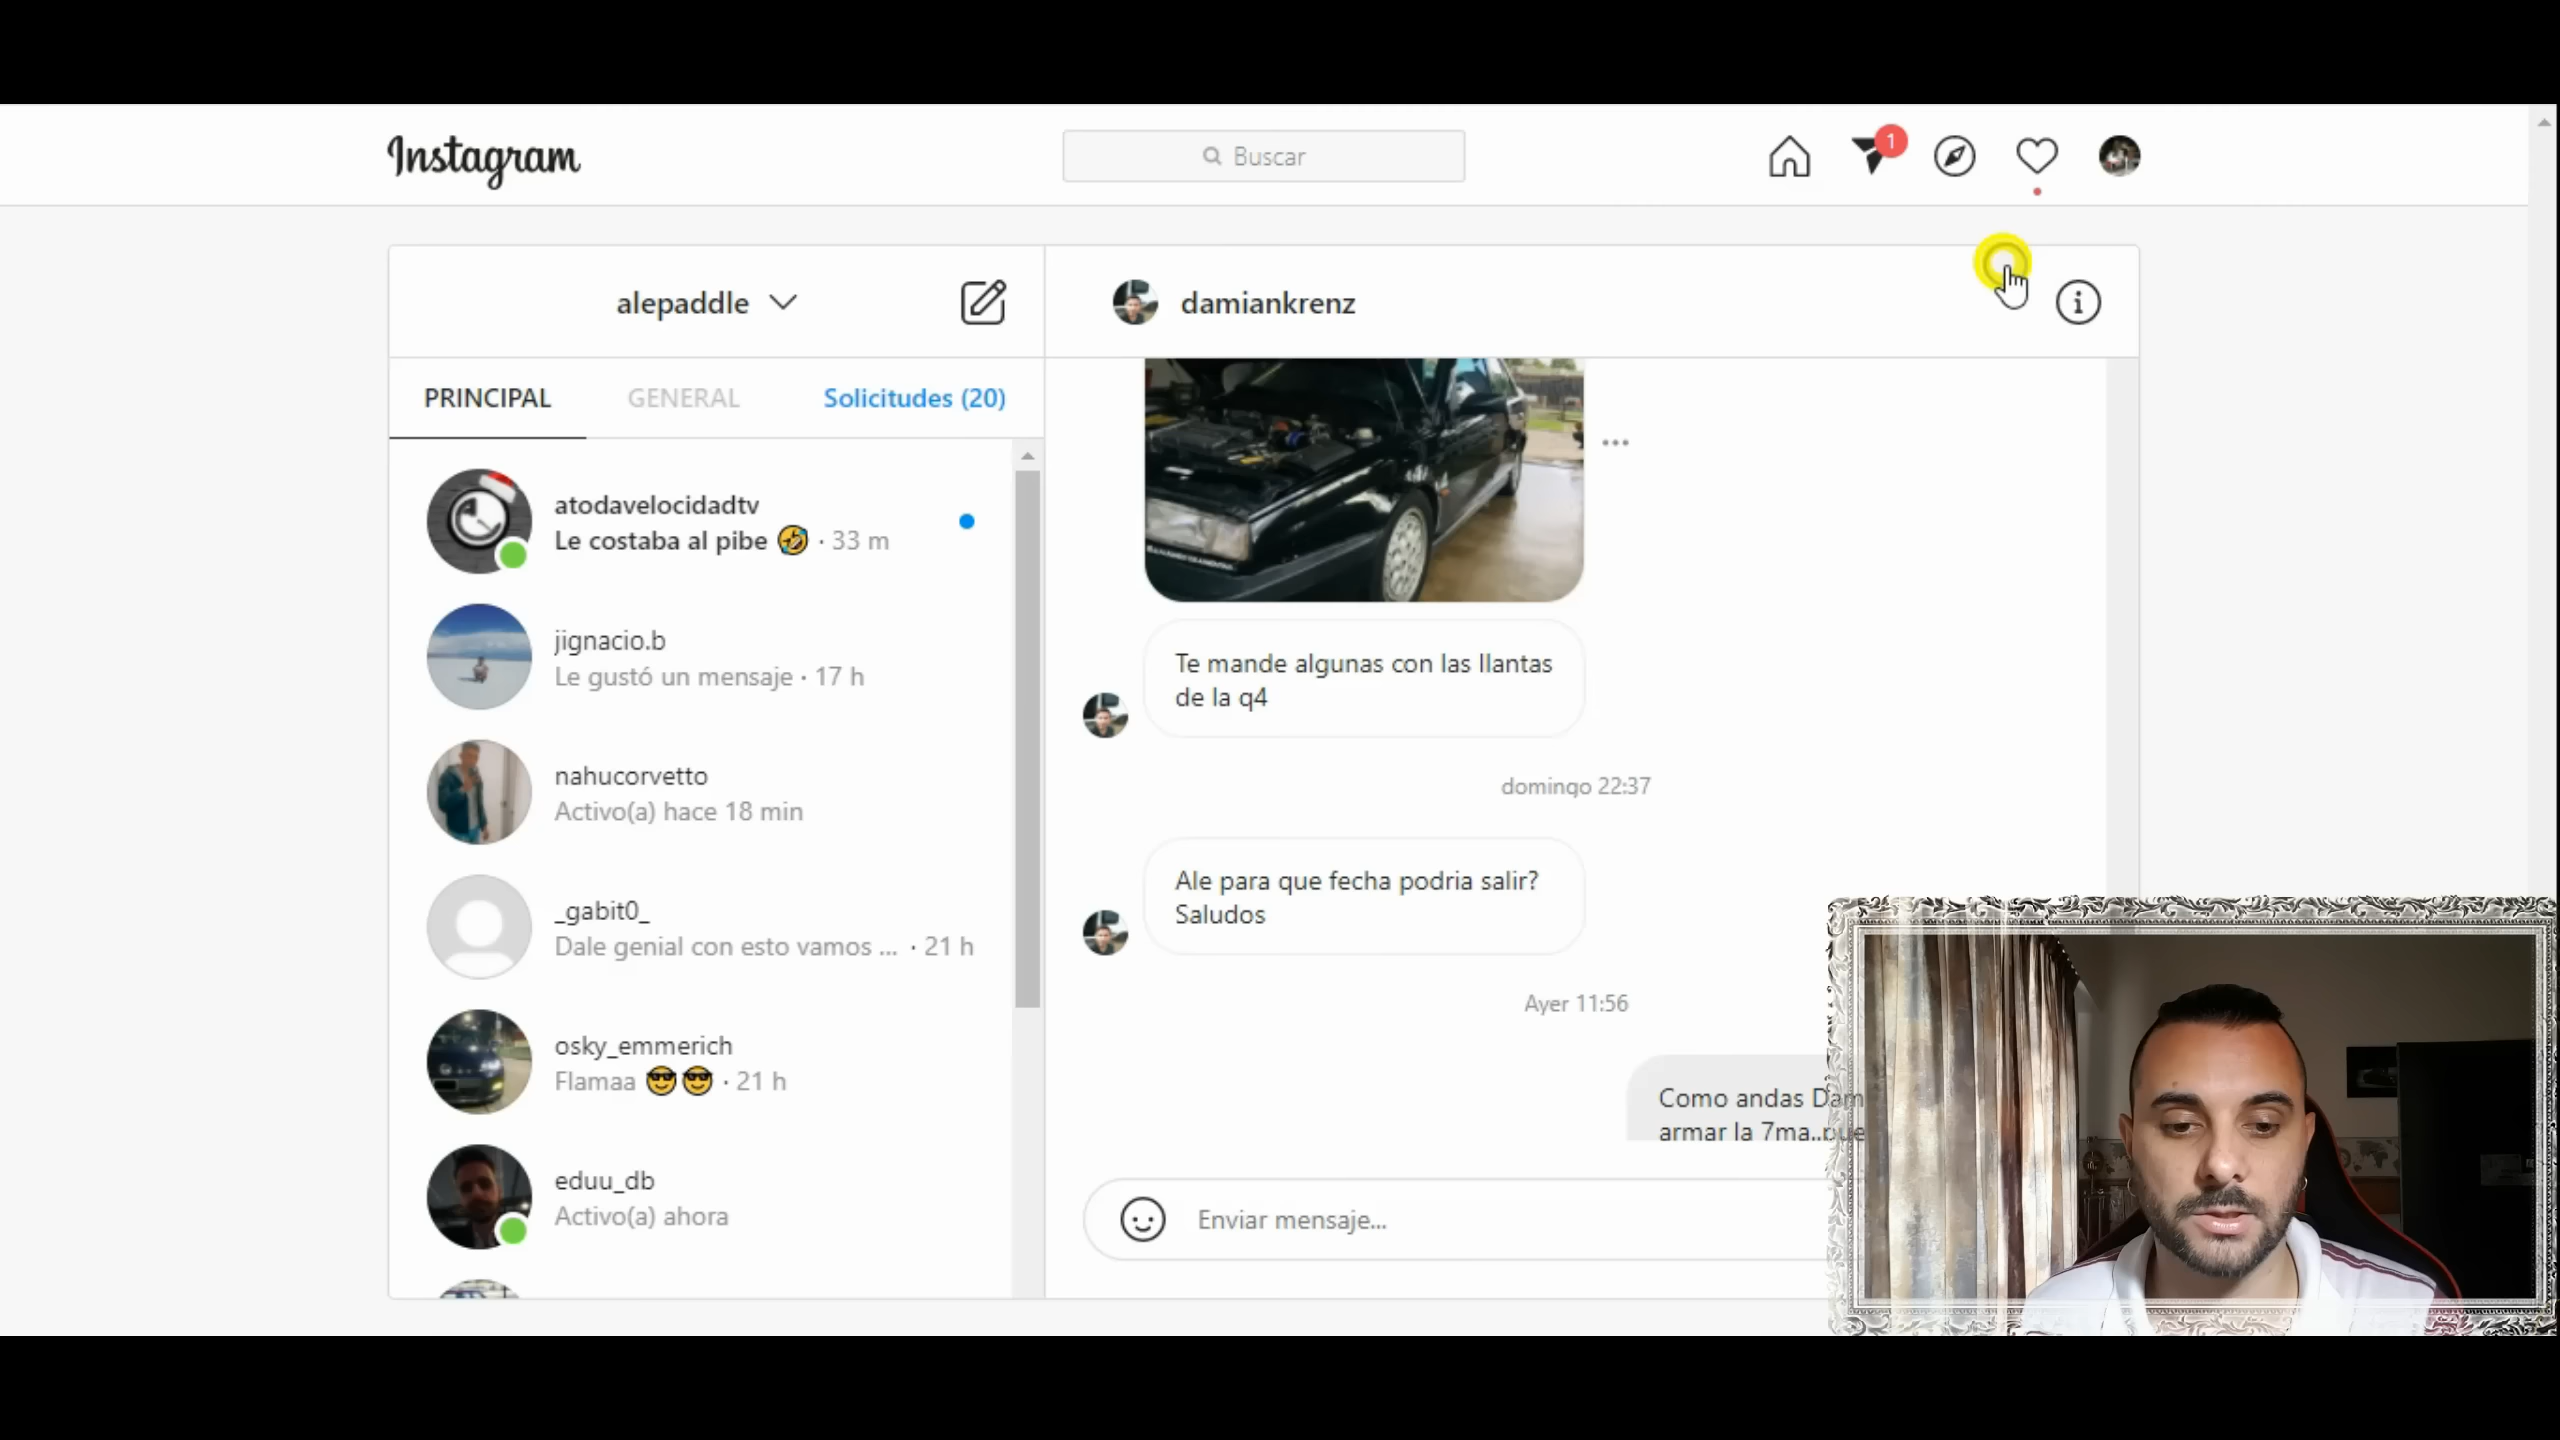 Instagram
Buscar
1
alepaddle
damiankrenz
PRINCIPAL
GENERAL
Solicitudes (20)
atodavelocidadtv
Le costaba al pibe 🤣 · 33 m
jignacio.b
Le gustó un mensaje · 17 h
nahucorvetto
Activo(a) hace 18 min
_gabit0_
Dale genial con esto vamos ... · 21 h
osky_emmerich
Flamaa 😎😎 · 21 h
eduu_db
Activo(a) ahora
Te mande algunas con las llantas
de la q4
domingo 22:37
Ale para que fecha podria salir?
Saludos
Ayer 11:56
Como andas Dam
armar la 7ma..pue
Enviar mensaje...